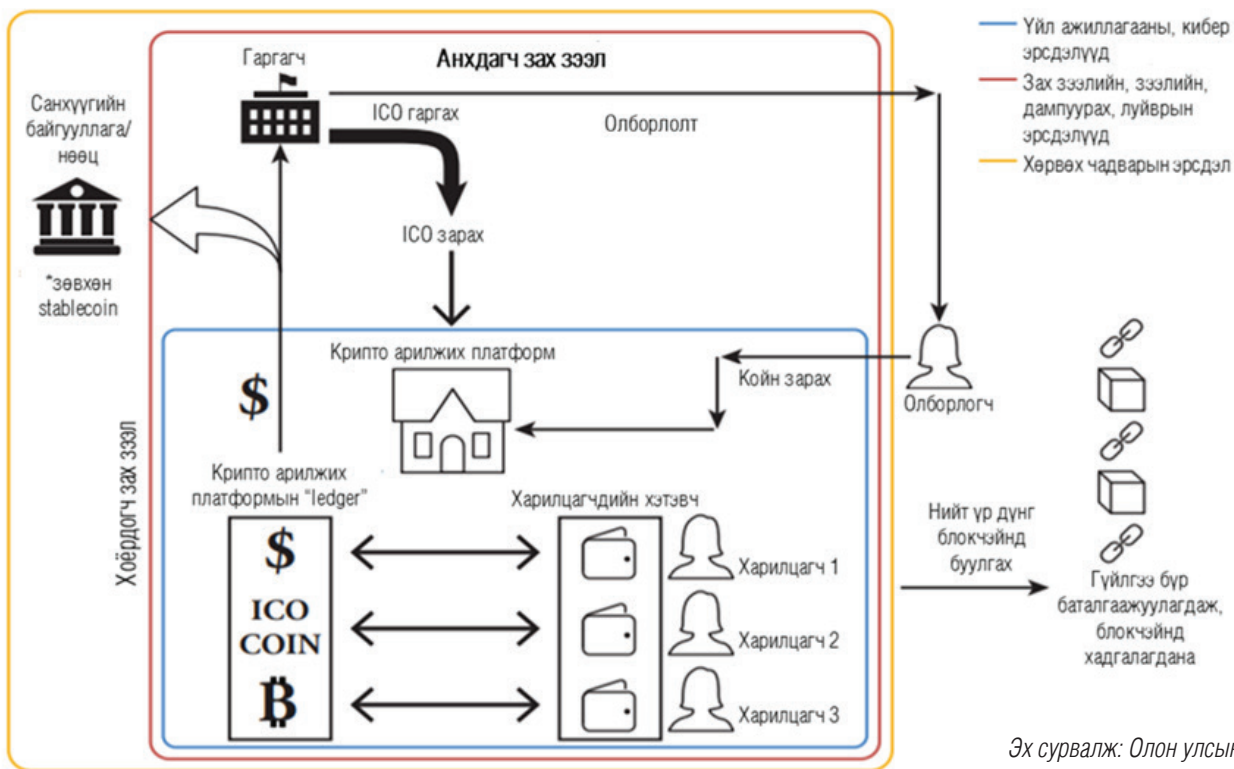 Гаргагч
Анхдагч зах зээл
Үйл ажиллагааны, кибер
эрсдэлүүд
Зах зээлийн, зээлийн,
дампуурах, луйврын
эрсдэлүүд
Хөрвөх чадварын эрсдэл
Санхүүгийн
байгууллага/
нөөц
*зөвхөн
stablecoin
ICO гаргах
Олборлолт
ICO зарах
Крипто арилжих платформ
Койн зарах
Олборлогч
$
Хоёрдогч зах зээл
Крипто арилжих
платформын “ledger”
Харилцагчдийн хэтэвч
$
ICO
COIN
₿
Харилцагч 1
Харилцагч 2
Харилцагч 3
Нийт үр дүнг
блокчэйнд
буулгах
Гүйлгээ бүр
баталгаажуулагдаж,
блокчэйнд
хадгалагдана
Эх сурвалж: Олон улсын